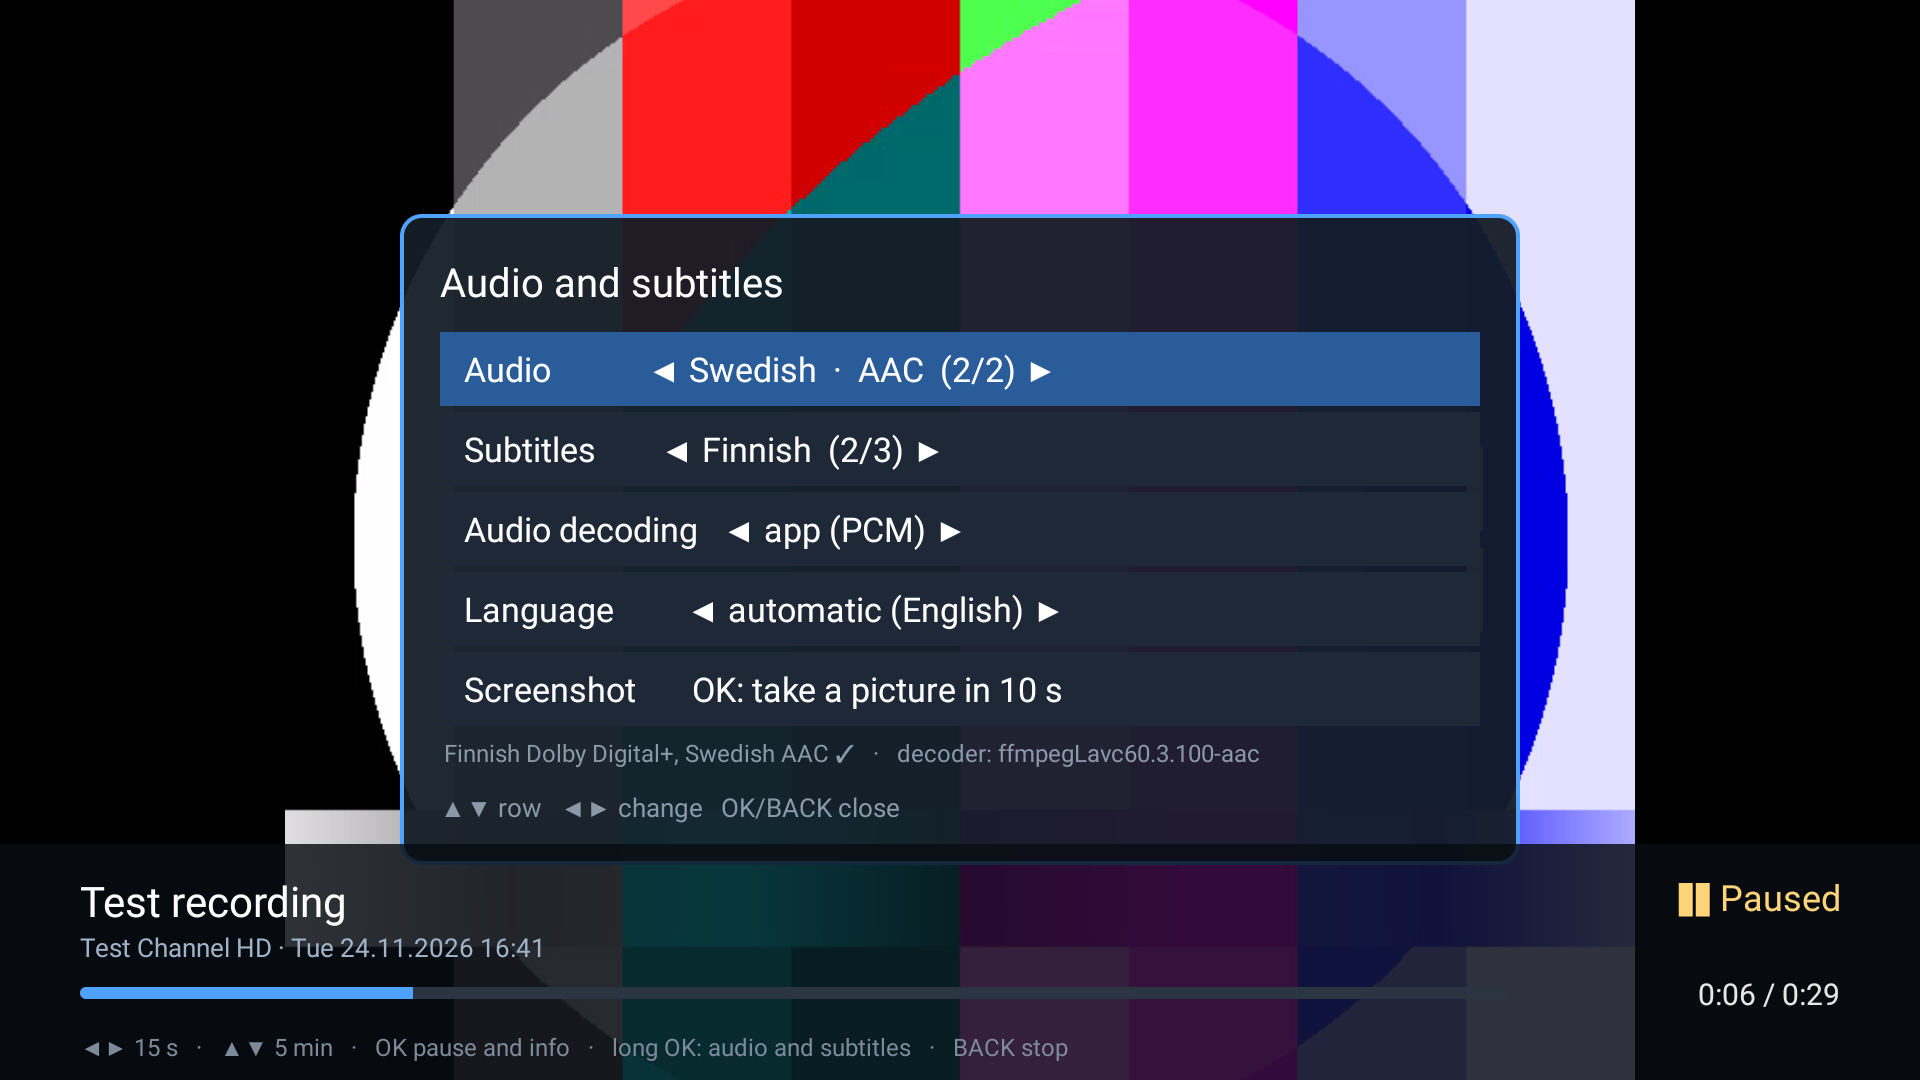 Audio and subtitles
Audio ◀ Swedish · AAC (2/2) ▶
Subtitles ◀ Finnish (2/3) ▶
Audio decoding ◀ app (PCM) ▶
Language ◀ automatic (English) ▶
Screenshot OK: take a picture in 10 s
Finnish Dolby Digital+, Swedish AAC ✓ · decoder: ffmpegLavc60.3.100-aac
▲▼ row ◀▶ change OK/BACK close
Test recording
Paused
Test Channel HD · Tue 24.11.2026 16:41
0:06 / 0:29
◀▶ 15 s · ▲▼ 5 min · OK pause and info · long OK: audio and subtitles · BACK stop